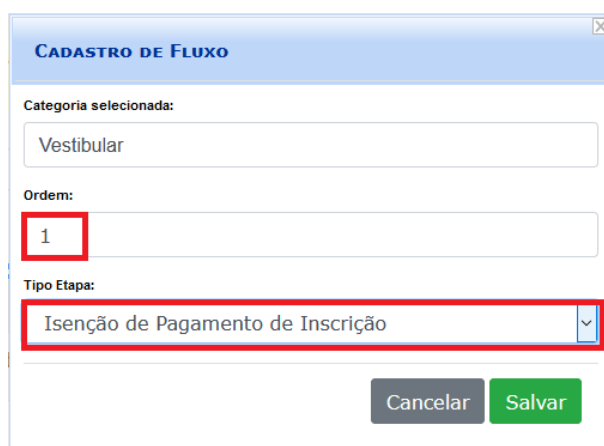 Cadastro de Fluxo
Categoria selecionada:
Vestibular
Ordem:
1
Tipo Etapa:
Isenção de Pagamento de Inscrição
Cancelar Salvar